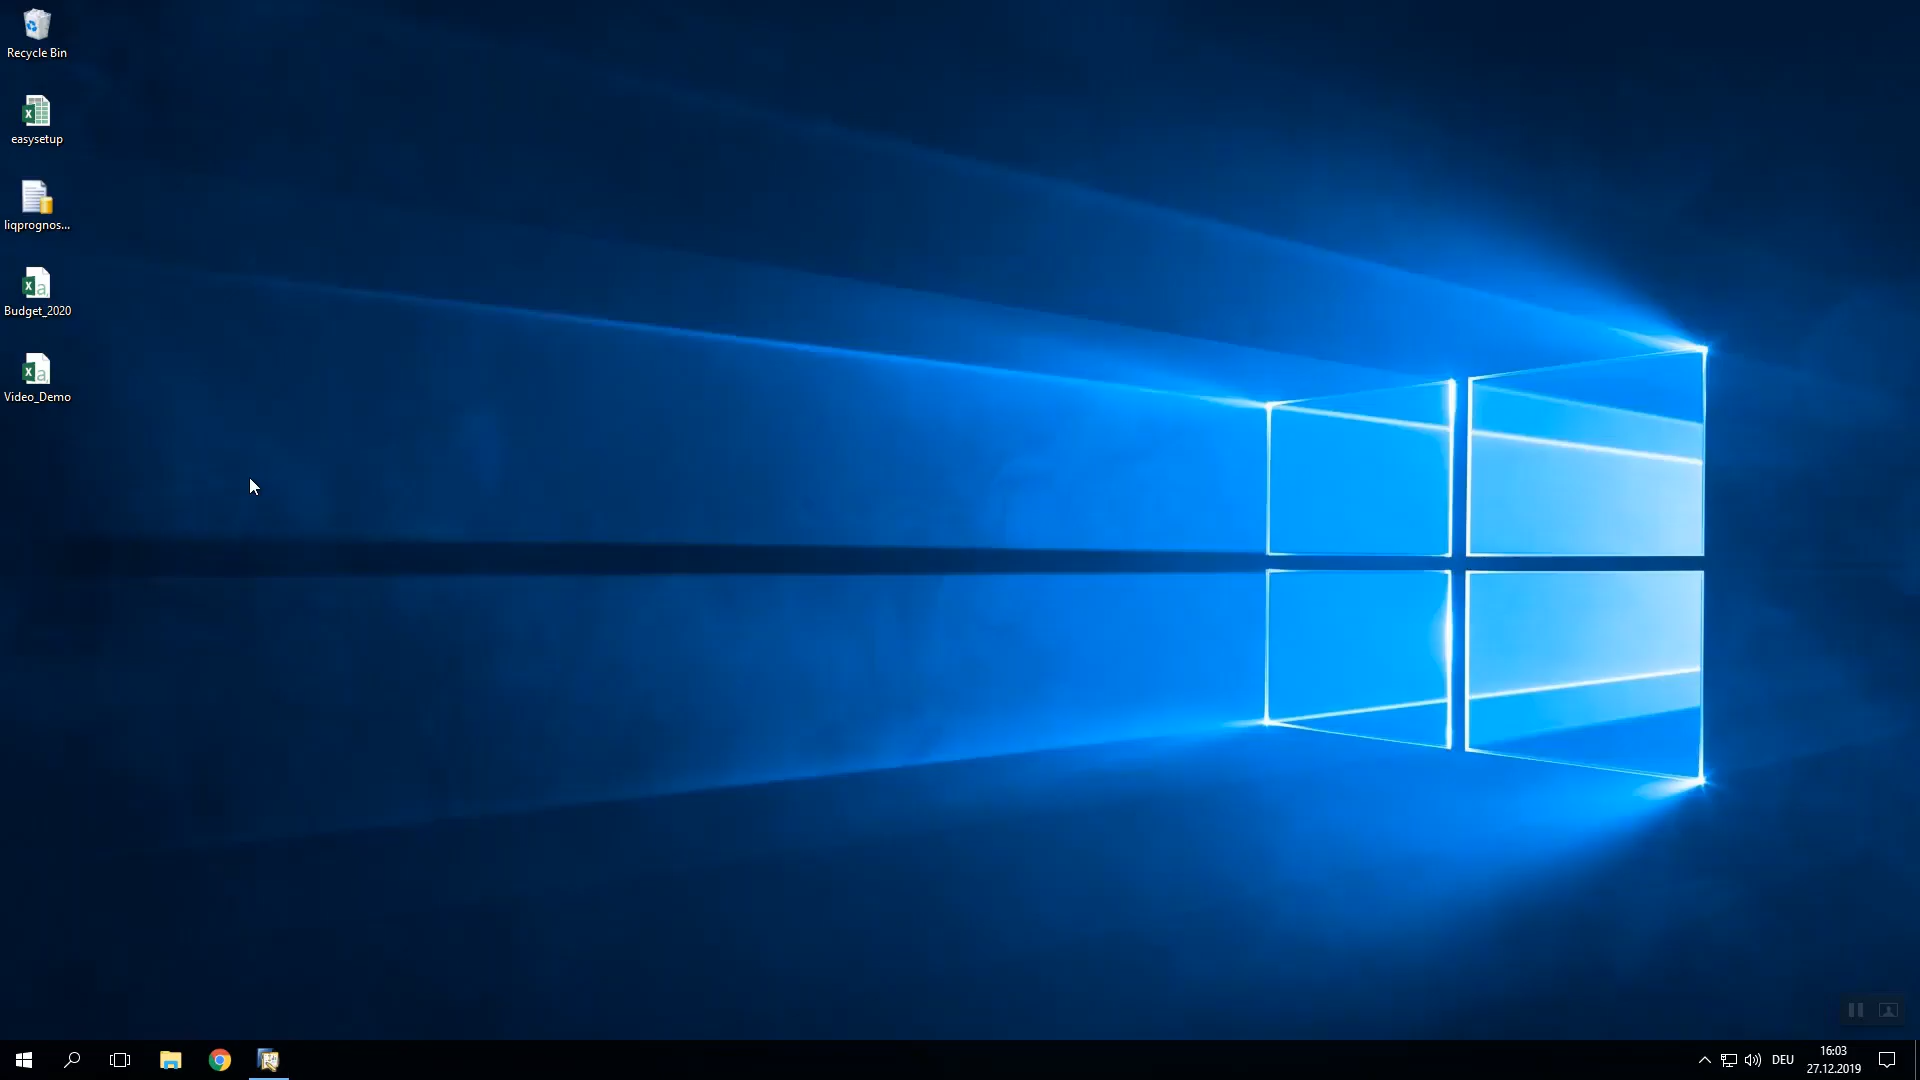 Recycle Bin
easysetup
liqprognos...
Budget_2020
Video_Demo
DEU
16:03
27.12.2019